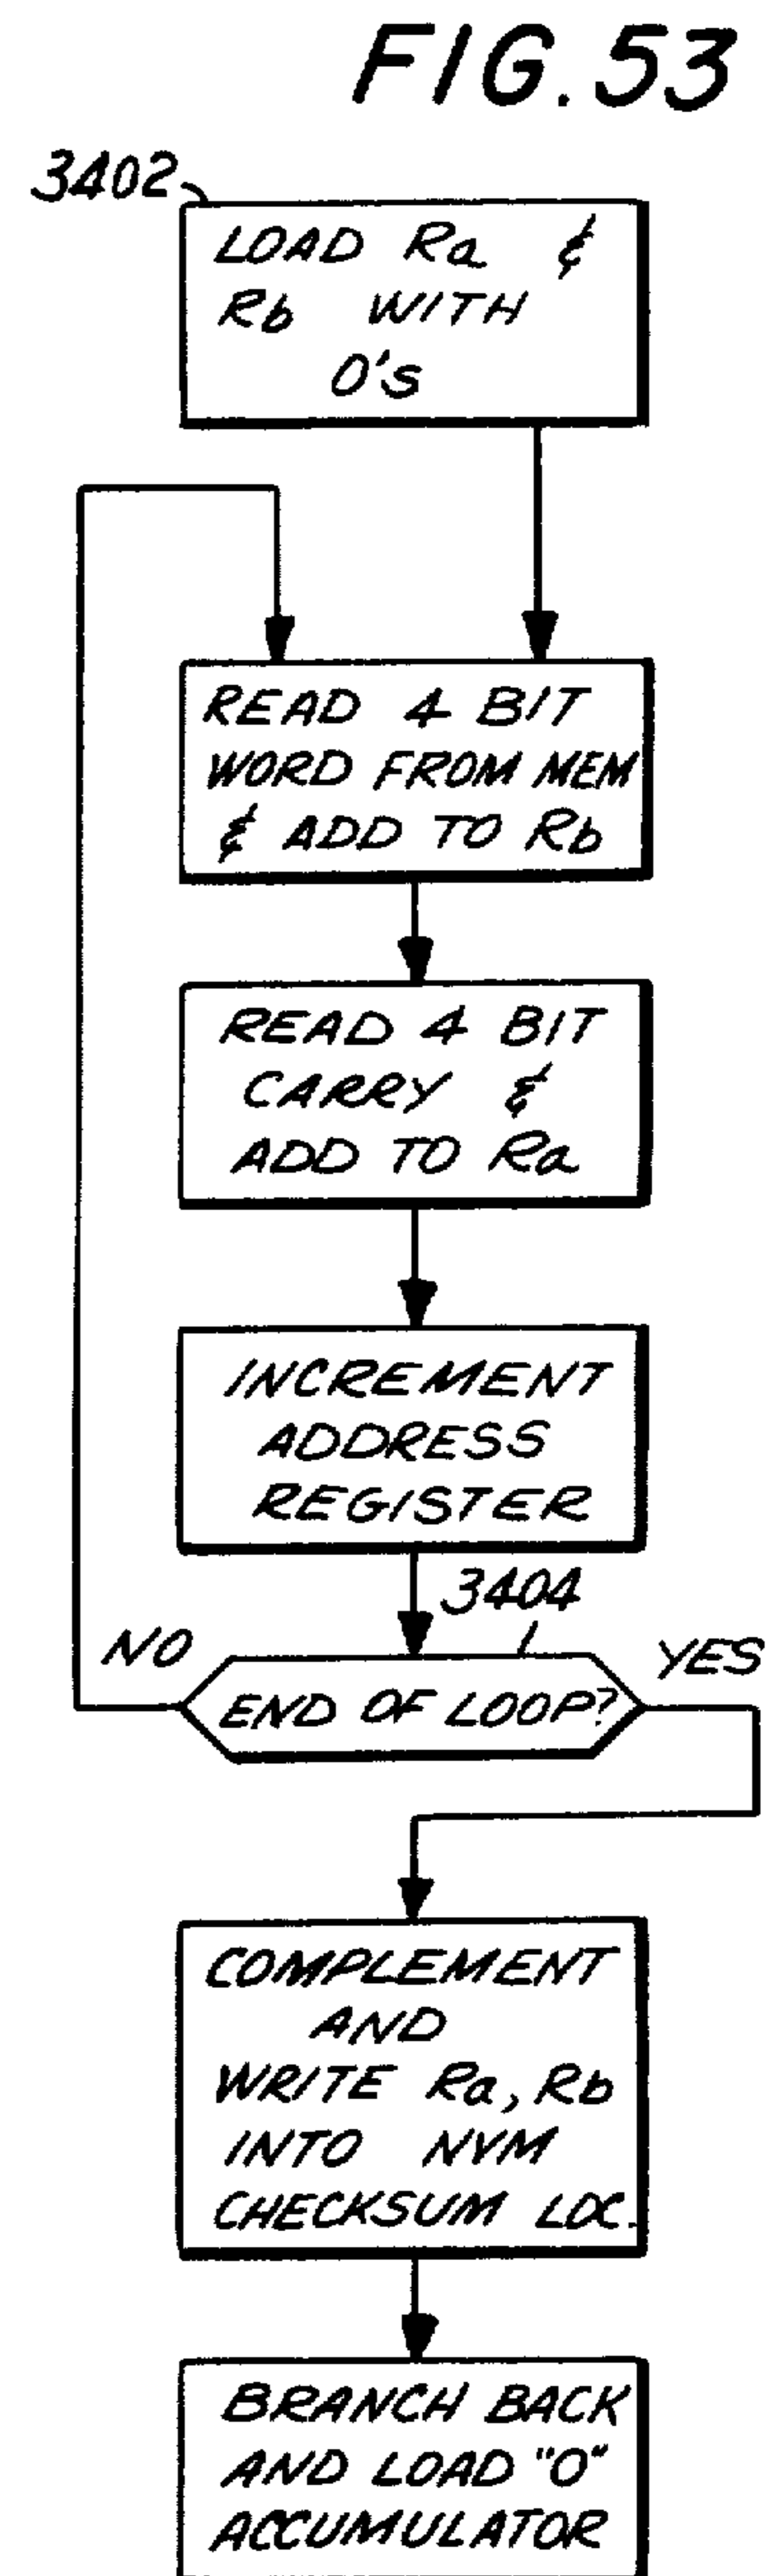 FIG. 53
3402
LOAD Ra &
Rb WITH
O's
READ 4 BIT
WORD FROM MEM
& ADD TO Rb
READ 4 BIT
CARRY &
ADD TO Ra
INCREMENT
ADDRESS
REGISTER
3404
NO
YES
END OF LOOP?
COMPLEMENT
AND
WRITE Ra, Rb
INTO NVM
CHECKSUM LOC.
BRANCH BACK
AND LOAD "O"
ACCUMULATOR